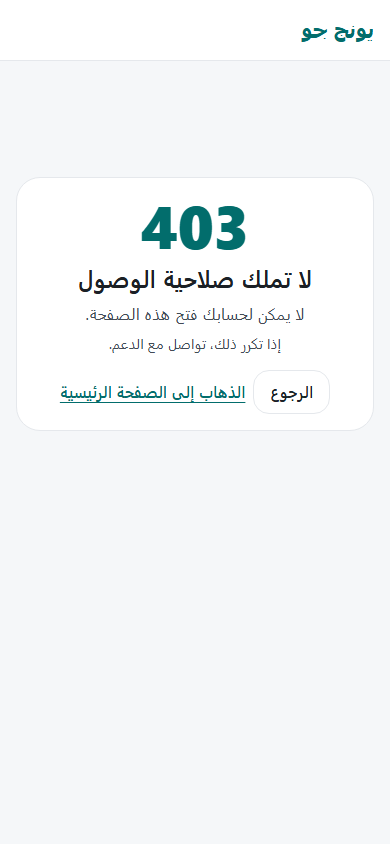 يونج جو
403
لا تملك صلاحية الوصول
لا يمكن لحسابك فتح هذه الصفحة.
إذا تكرر ذلك، تواصل مع الدعم.
الرجوع
الذهاب إلى الصفحة الرئيسية